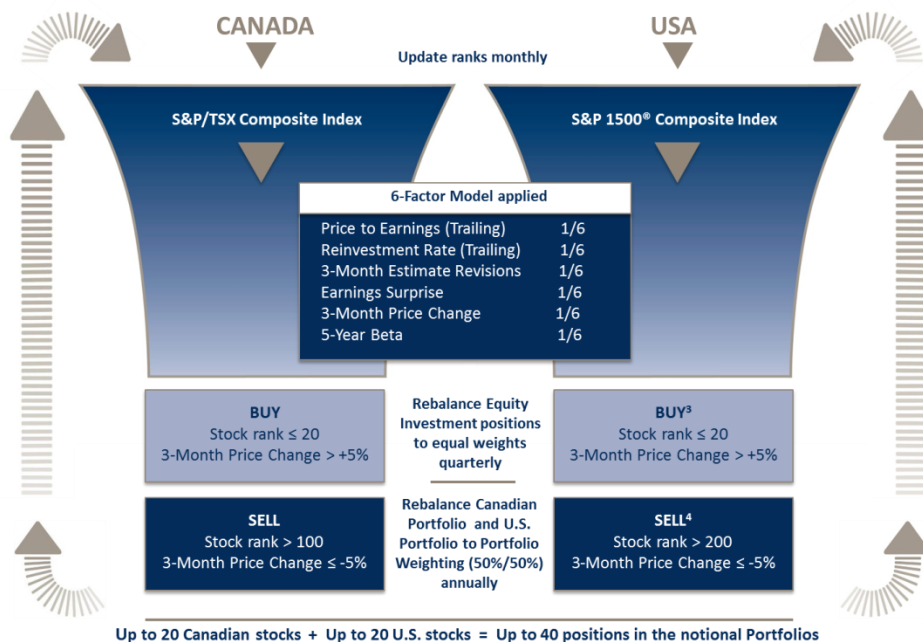 CANADA
USA
Update ranks monthly
S&P/TSX Composite Index
S&P 1500® Composite Index
6-Factor Model applied
Price to Earnings (Trailing) 1/6
Reinvestment Rate (Trailing) 1/6
3-Month Estimate Revisions 1/6
Earnings Surprise 1/6
3-Month Price Change 1/6
5-Year Beta 1/6
BUY
Stock rank ≤ 20
3-Month Price Change > +5%
Rebalance Equity
Investment positions
to equal weights
quarterly
BUY³
Stock rank ≤ 20
3-Month Price Change > +5%
SELL
Stock rank > 100
3-Month Price Change ≤ -5%
Rebalance Canadian
Portfolio and U.S.
Portfolio to Portfolio
Weighting (50%/50%)
annually
SELL⁴
Stock rank > 200
3-Month Price Change ≤ -5%
Up to 20 Canadian stocks + Up to 20 U.S. stocks = Up to 40 positions in the notional Portfolios